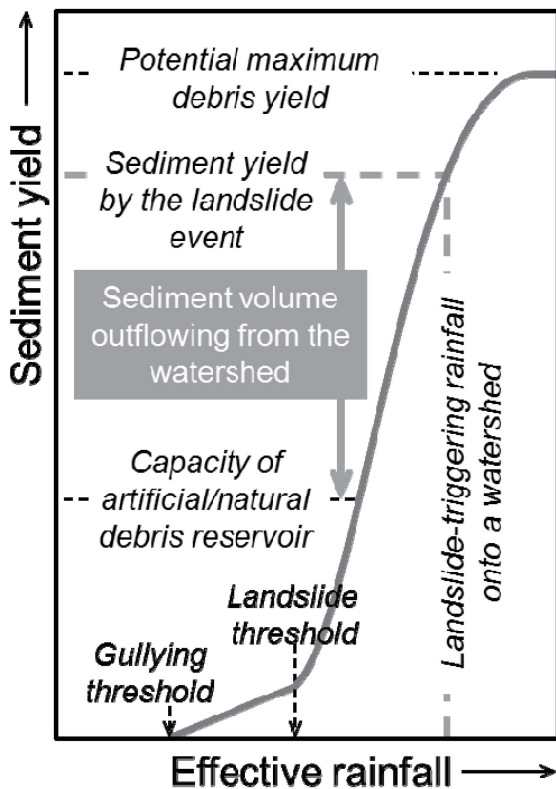 Sediment yield
Potential maximum
debris yield
Sediment yield
by the landslide
event
Sediment volume
outflowing from the
watershed
Capacity of
artificial/natural
debris reservoir
Landslide
threshold
Gullying
threshold
Landslide-triggering rainfall
onto a watershed
Effective rainfall